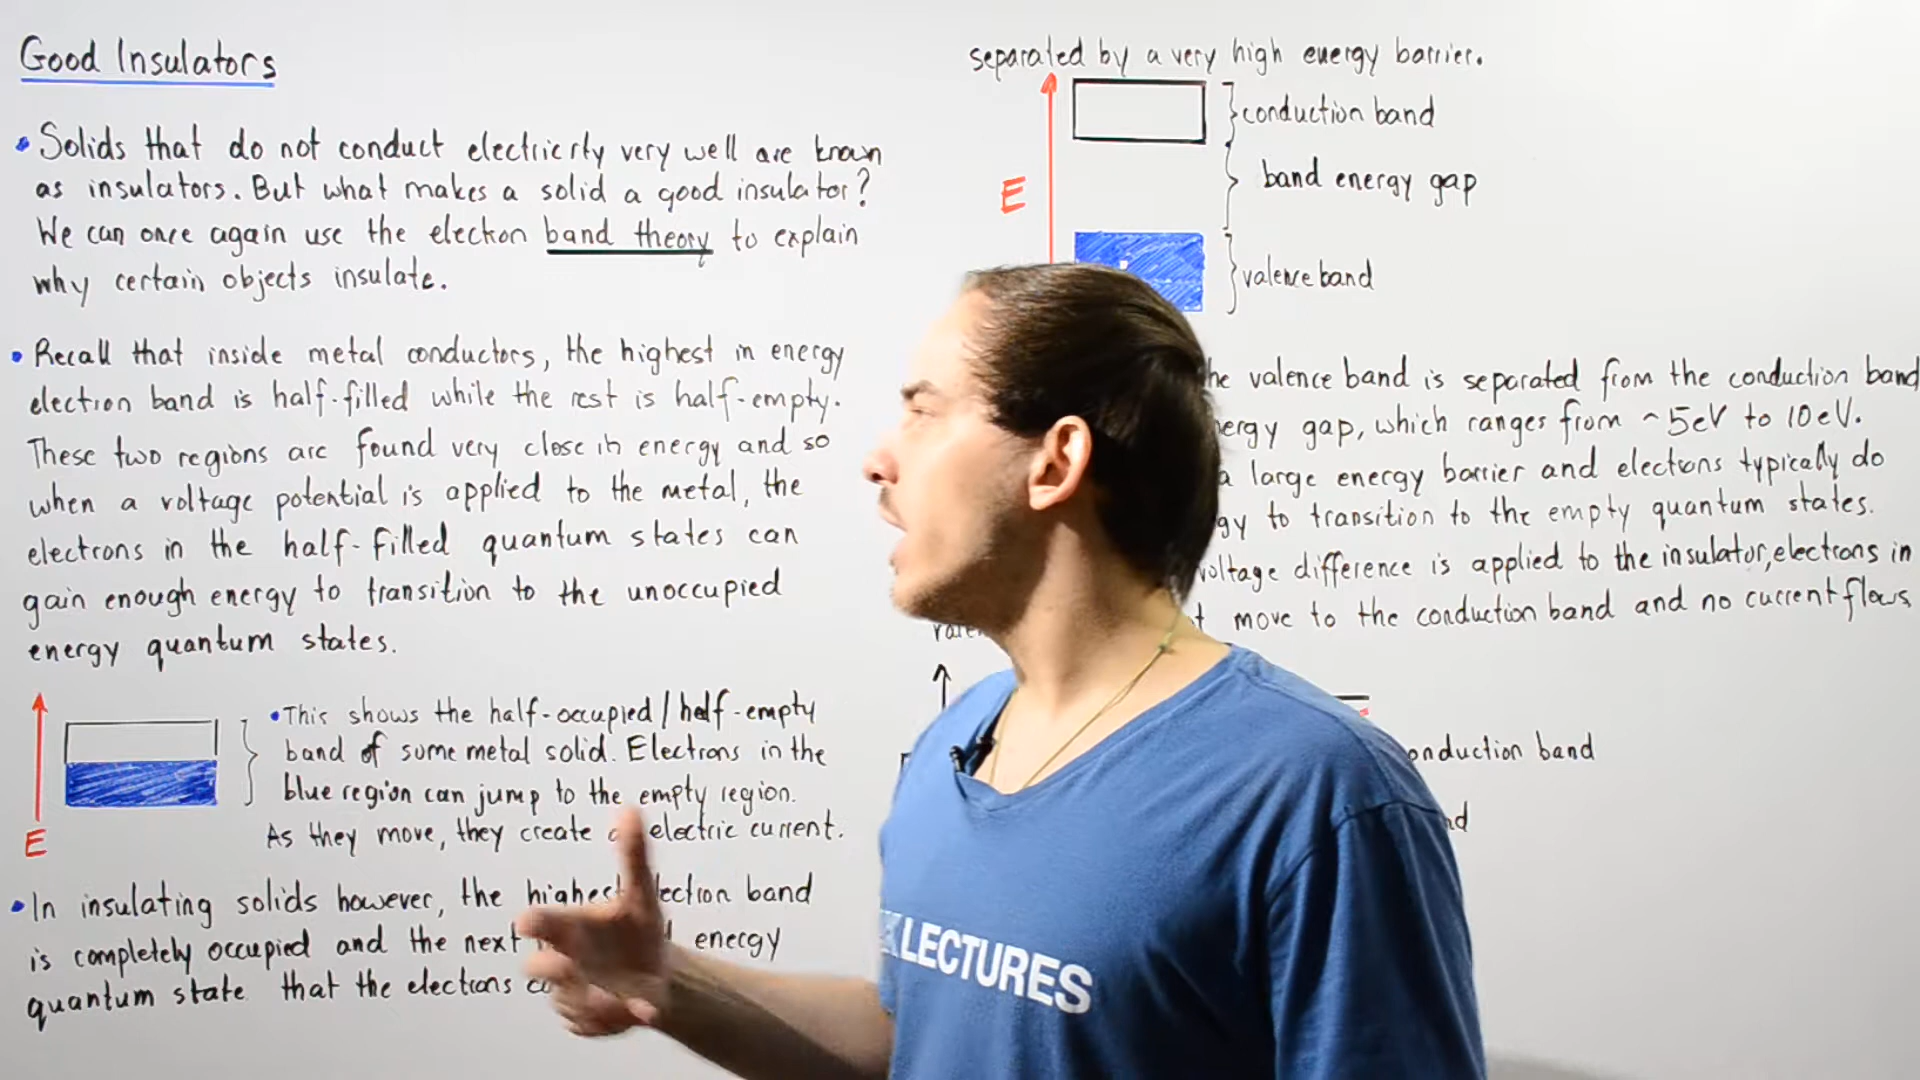 Good Insulators
• Solids that do not conduct electricity very well are known
as insulators. But what makes a solid a good insulator?
We can once again use the electron band theory to explain
why certain objects insulate.
• Recall that inside metal conductors, the highest in energy
electron band is half-filled while the rest is half-empty.
These two regions are found very close in energy and so
when a voltage potential is applied to the metal, the
electrons in the half-filled quantum states can
gain enough energy to transition to the unoccupied
energy quantum states.
E
• This shows the half-occupied/half-empty
band of some metal solid. Electrons in the
blue region can jump to the empty region.
As they move, they create electric current.
• In insulating solids however, the highest band
is completely occupied and the next energy
quantum state that the electrons
separated by a very high energy barrier.
E
conduction band
band energy gap
valence band
valence band is separated from the conduction band
gap, which ranges from ~5eV to 10eV.
a large energy barrier and electrons typically do
to transition to the empty quantum states.
voltage difference is applied to the insulator, electrons in
move to the conduction band and no current flows
conduction band
LECTURES